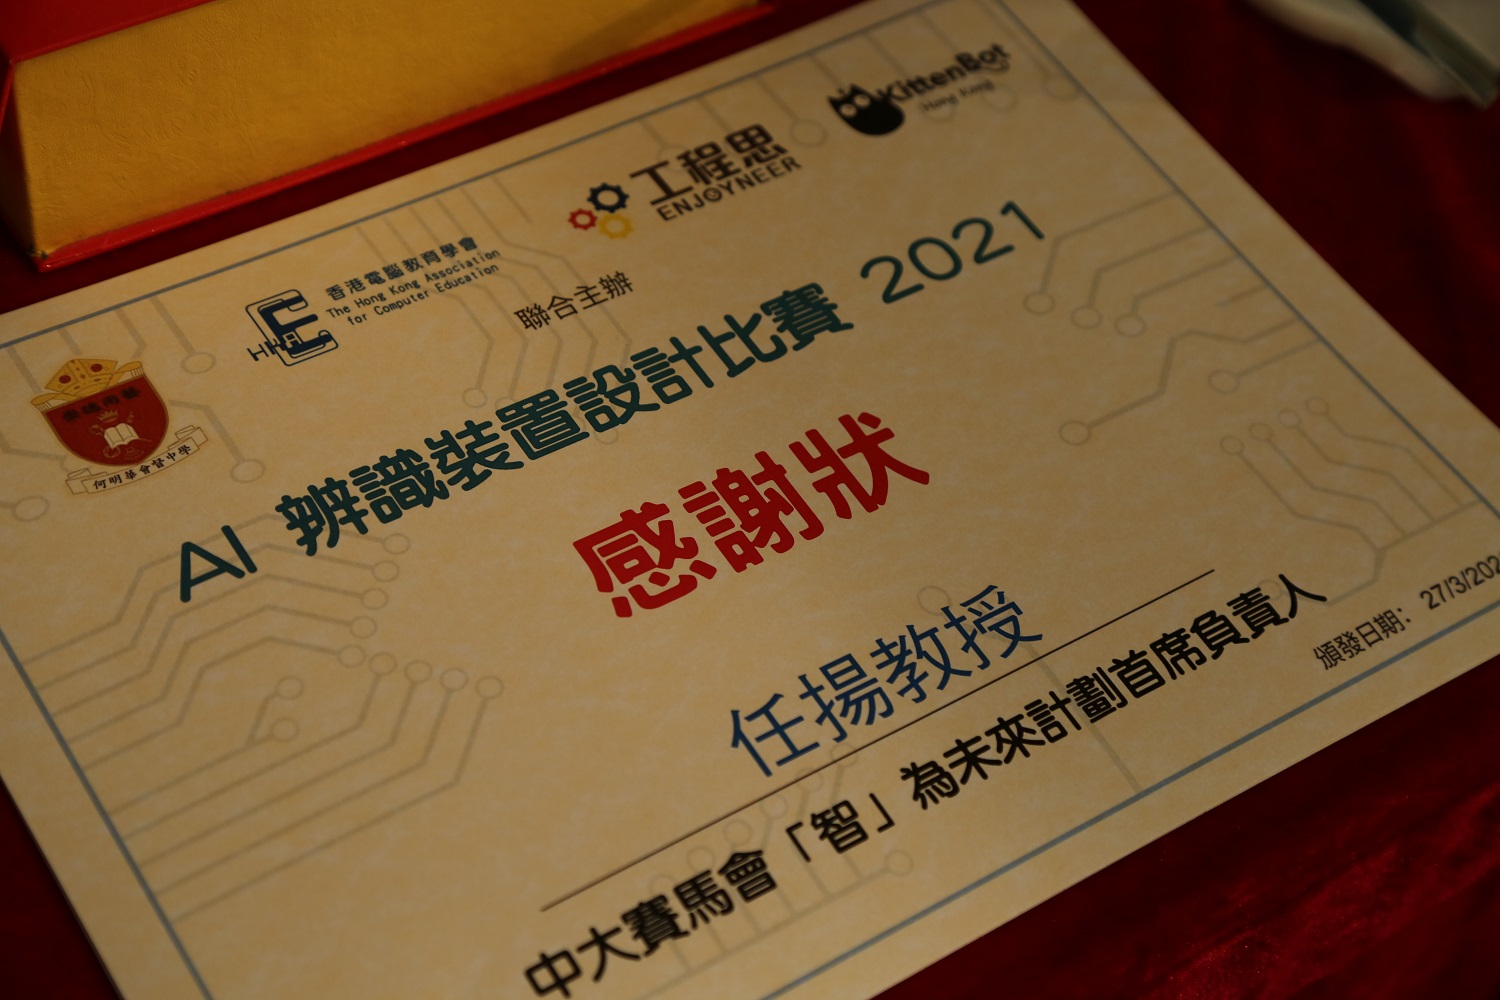 KittenBot
Hong Kong
工程思
ENJOYNEER
香港電腦教育學會
The Hong Kong Association
for Computer Education
聯合主辦
何明華會督中學
AI 辨識裝置設計比賽 2021
感謝狀
任揚教授
中大賽馬會「智」為未來計劃首席負責人
頒發日期： 27/3/202